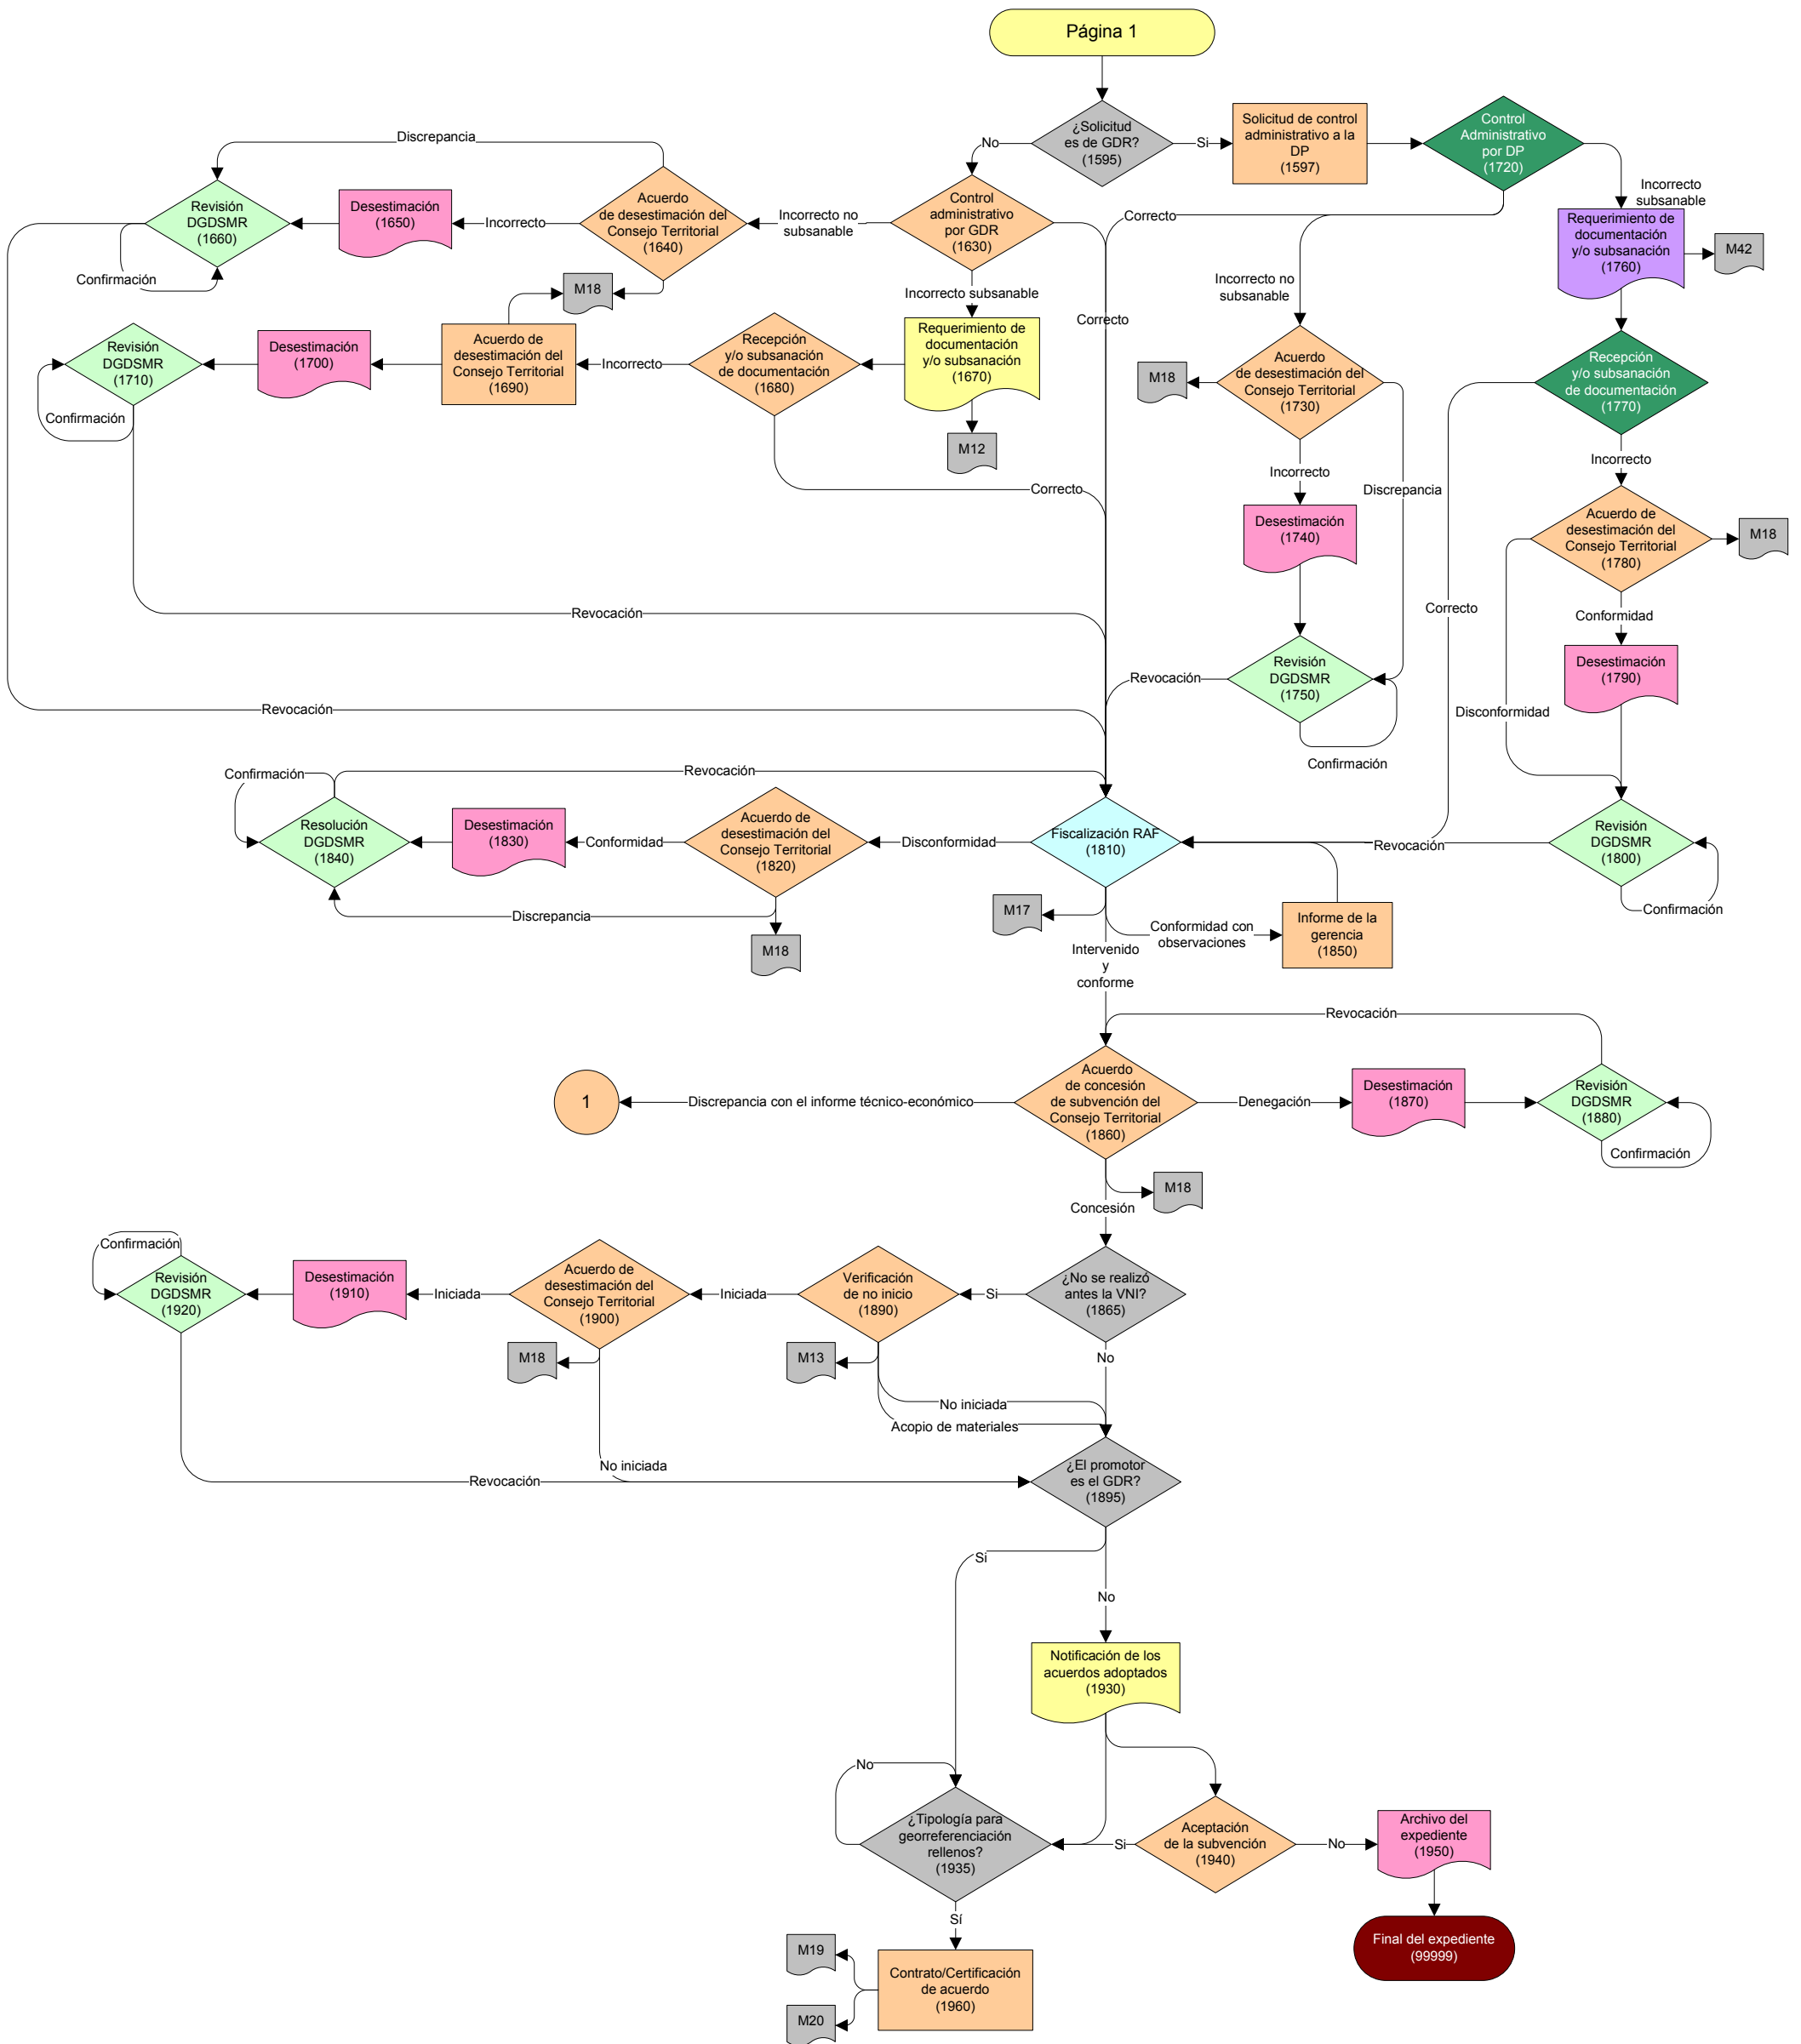 Página 1
¿Solicitud
es de GDR?
(1595)
No
Si
Solicitud de control
administrativo a la
DP
(1597)
Control
Administrativo
por DP
(1720)
Discrepancia
Revisión
DGDSMR
(1660)
Confirmación
Desestimación
(1650)
Incorrecto
Acuerdo
de desestimación del
Consejo Territorial
(1640)
Incorrecto no
subsanable
Control
administrativo
por GDR
(1630)
Correcto
Incorrecto
subsanable
Requerimiento de
documentación
y/o subsanación
(1760)
M42
M18
Incorrecto subsanable
Correcto
Incorrecto no
subsanable
Revisión
DGDSMR
(1710)
Confirmación
Desestimación
(1700)
Acuerdo de
desestimación del
Consejo Territorial
(1690)
Incorrecto
Recepción
y/o subsanación
de documentación
(1680)
Requerimiento de
documentación
y/o subsanación
(1670)
M12
M18
Acuerdo
de desestimación del
Consejo Territorial
(1730)
Recepción
y/o subsanación
de documentación
(1770)
Incorrecto
Incorrecto
Discrepancia
Correcto
Desestimación
(1740)
Acuerdo de
desestimación del
Consejo Territorial
(1780)
M18
Revocación
Correcto
Conformidad
Revisión
DGDSMR
(1750)
Revocación
Desestimación
(1790)
Revocación
Disconformidad
Confirmación
Confirmación
Revocación
Resolución
DGDSMR
(1840)
Desestimación
(1830)
Conformidad
Acuerdo de
desestimación del
Consejo Territorial
(1820)
Disconformidad
Fiscalización RAF
(1810)
Revocación
Revisión
DGDSMR
(1800)
Confirmación
Discrepancia
M18
M17
Conformidad con
observaciones
Informe de la
gerencia
(1850)
Intervenido
y
conforme
Revocación
1
Discrepancia con el informe técnico-económico
Acuerdo
de concesión
de subvención del
Consejo Territorial
(1860)
Denegación
Desestimación
(1870)
Revisión
DGDSMR
(1880)
Confirmación
M18
Concesión
Confirmación
Revisión
DGDSMR
(1920)
Desestimación
(1910)
Iniciada
Acuerdo de
desestimación del
Consejo Territorial
(1900)
Iniciada
Verificación
de no inicio
(1890)
Si
¿No se realizó
antes la VNI?
(1865)
M18
M13
No
No iniciada
Acopio de materiales
No iniciada
Revocación
¿El promotor
es el GDR?
(1895)
Si
No
Notificación de los
acuerdos adoptados
(1930)
No
¿Tipología para
georreferenciación
rellenos?
(1935)
Si
Aceptación
de la subvención
(1940)
No
Archivo del
expediente
(1950)
Sí
Final del expediente
(99999)
M19
Contrato/Certificación
de acuerdo
(1960)
M20